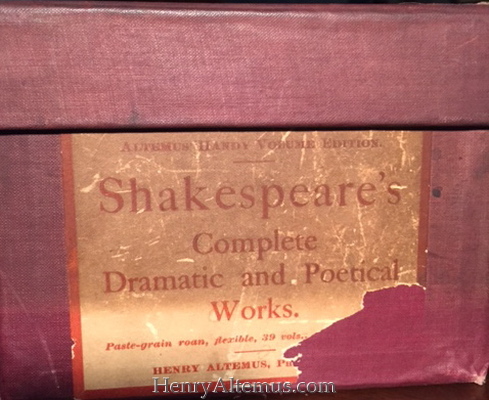 ALTEMUS HANDY VOLUME EDITION.
Shakespeare's
Complete
Dramatic and Poetical
Works.
Paste-grain roan, flexible, 39 vols.,
HENRY ALTEMUS,
HenryAltemus.com